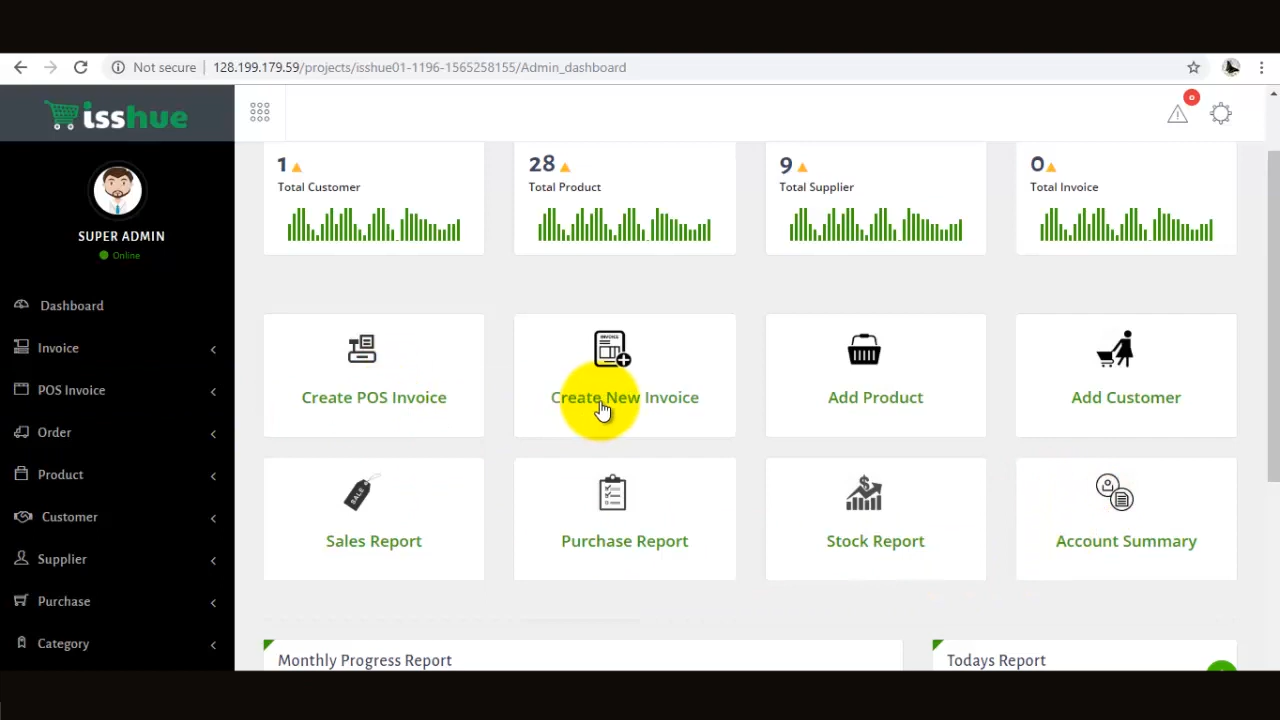 Not secure
128.199.179.59/projects/isshue01-1196-1565258155/Admin_dashboard
isshue
0
SUPER ADMIN
Online
Dashboard
Invoice
POS Invoice
Order
Product
Customer
Supplier
Purchase
Category
1
Total Customer
28
Total Product
9
Total Supplier
0
Total Invoice
Create POS Invoice
INVOICE
Create New Invoice
Add Product
Add Customer
SALE
Sales Report
Purchase Report
Stock Report
Account Summary
Monthly Progress Report
Todays Report